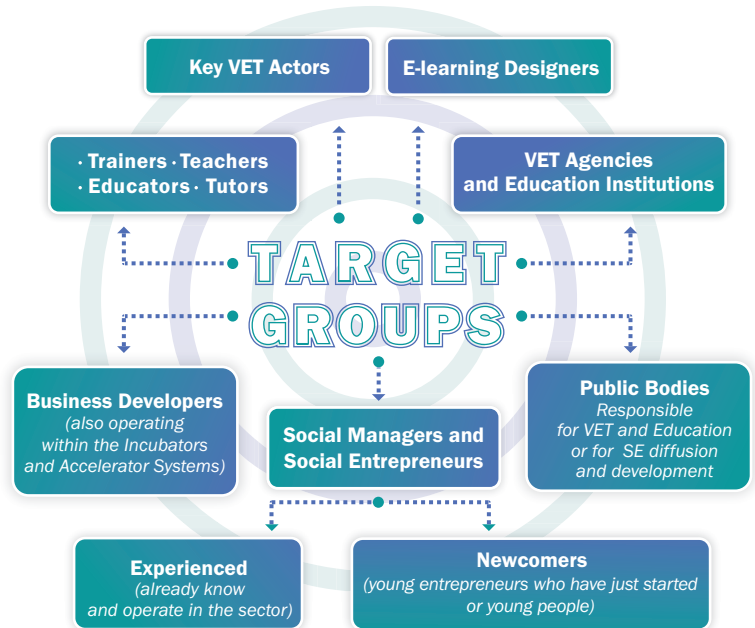 Key VET Actors
E-learning Designers
· Trainers · Teachers
· Educators · Tutors
VET Agencies
and Education Institutions
TARGET
GROUPS
Business Developers
(also operating
within the Incubators
and Accelerator Systems)
Social Managers and
Social Entrepreneurs
Public Bodies
Responsible
for VET and Education
or for SE diffusion
and development
Experienced
(already know
and operate in the sector)
Newcomers
(young entrepreneurs who have just started
or young people)